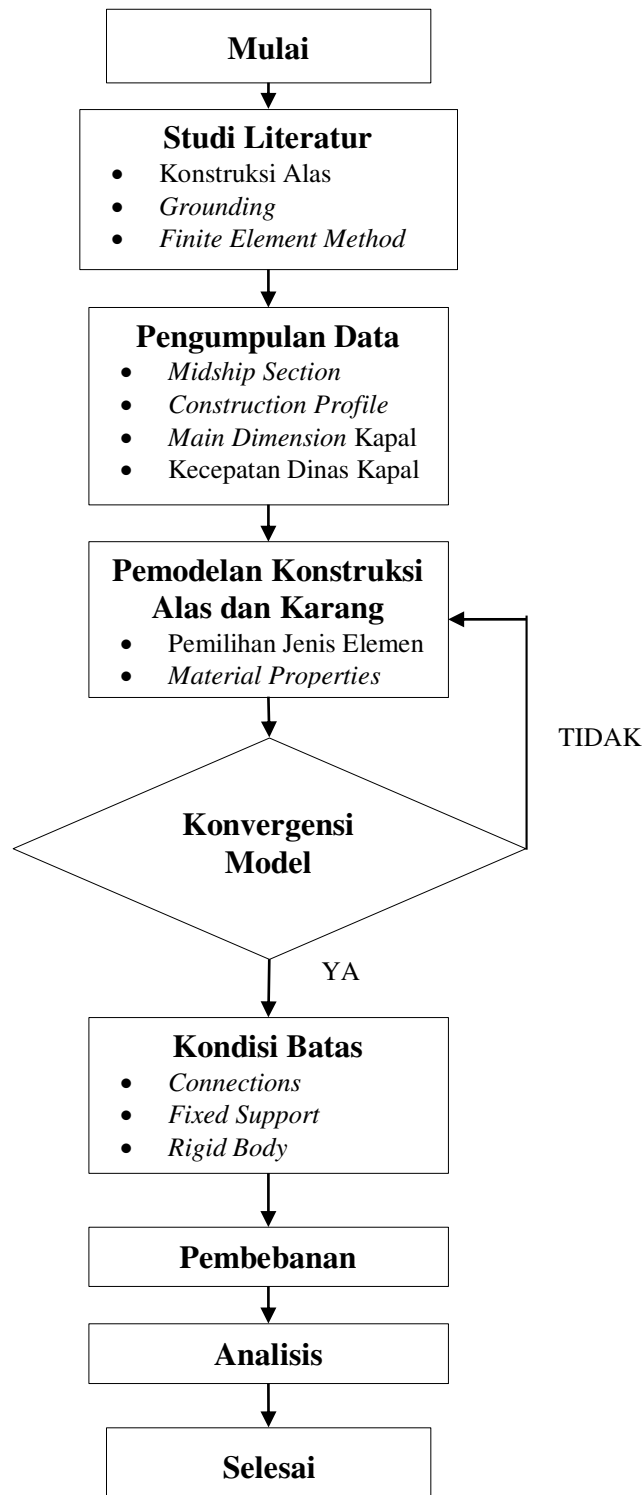 Mulai
Studi Literatur
• Konstruksi Alas
• Grounding
• Finite Element Method
Pengumpulan Data
• Midship Section
• Construction Profile
• Main Dimension Kapal
• Kecepatan Dinas Kapal
Pemodelan Konstruksi
Alas dan Karang
• Pemilihan Jenis Elemen
• Material Properties
TIDAK
Konvergensi
Model
YA
Kondisi Batas
• Connections
• Fixed Support
• Rigid Body
Pembebanan
Analisis
Selesai